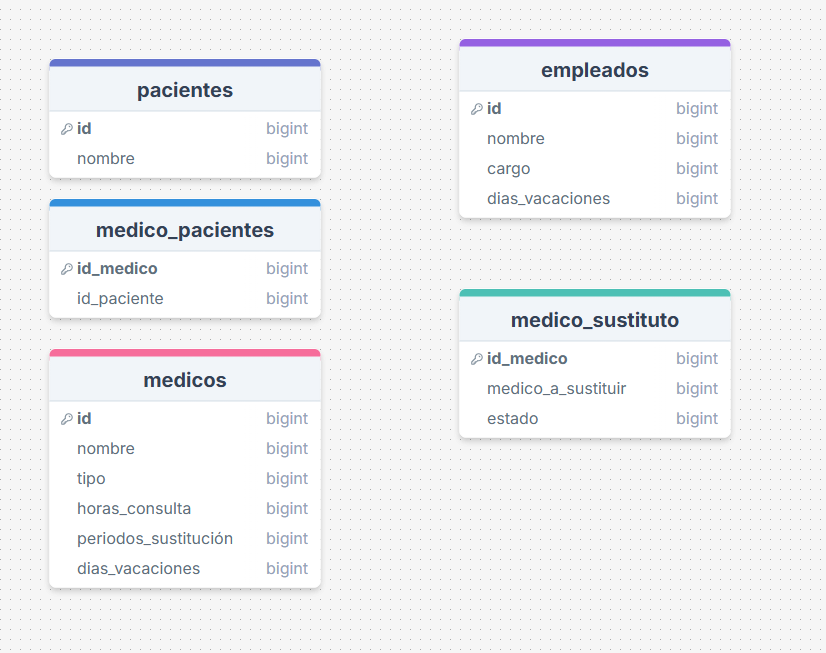 pacientes
id bigint
nombre bigint
medico_pacientes
id_medico bigint
id_paciente bigint
medicos
id bigint
nombre bigint
tipo bigint
horas_consulta bigint
periodos_sustitución bigint
dias_vacaciones bigint
empleados
id bigint
nombre bigint
cargo bigint
dias_vacaciones bigint
medico_sustituto
id_medico bigint
medico_a_sustituir bigint
estado bigint